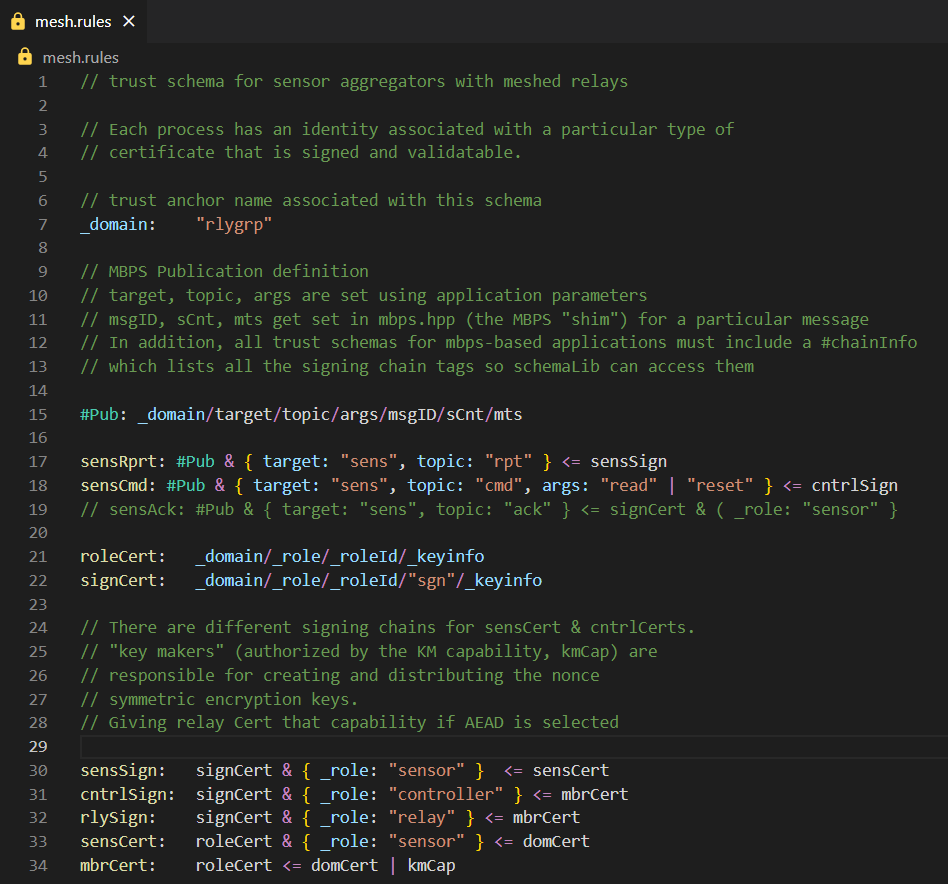 mesh.rules
mesh.rules
1 // trust schema for sensor aggregators with meshed relays
2
3 // Each process has an identity associated with a particular type of
4 // certificate that is signed and validatable.
5
6 // trust anchor name associated with this schema
7 _domain:    "rlygrp"
8
9 // MBPS Publication definition
10 // target, topic, args are set using application parameters
11 // msgID, sCnt, mts get set in mbps.hpp (the MBPS "shim") for a particular message
12 // In addition, all trust schemas for mbps-based applications must include a #chainInfo
13 // which lists all the signing chain tags so schemaLib can access them
14
15 #Pub: _domain/target/topic/args/msgID/sCnt/mts
16
17 sensRprt: #Pub & { target: "sens", topic: "rpt" } <= sensSign
18 sensCmd: #Pub & { target: "sens", topic: "cmd", args: "read" | "reset" } <= cntrlSign
19 // sensAck: #Pub & { target: "sens", topic: "ack" } <= signCert & ( _role: "sensor" }
20
21 roleCert:   _domain/_role/_roleId/_keyinfo
22 signCert:   _domain/_role/_roleId/"sgn"/_keyinfo
23
24 // There are different signing chains for sensCert & cntrlCerts.
25 // "key makers" (authorized by the KM capability, kmCap) are
26 // responsible for creating and distributing the nonce
27 // symmetric encryption keys.
28 // Giving relay Cert that capability if AEAD is selected
29
30 sensSign:   signCert & { _role: "sensor" }  <= sensCert
31 cntrlSign:  signCert & { _role: "controller" } <= mbrCert
32 rlySign:    signCert & { _role: "relay" } <= mbrCert
33 sensCert:   roleCert & { _role: "sensor" } <= domCert
34 mbrCert:    roleCert <= domCert | kmCap